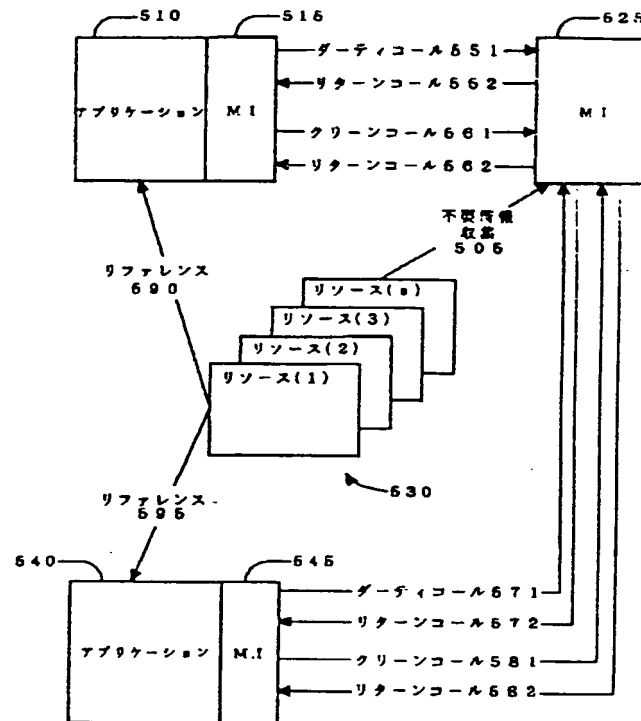 510
515
525
アプリケーション
MI
ダーティコール551
リターンコール552
クリーンコール561
リターンコール562
MI
不要情報
収集
505
リファレンス
590
リソース(n)
リソース(3)
リソース(2)
リソース(1)
530
リファレンス
595
540
545
アプリケーション
M.I
ダーティコール571
リターンコール572
クリーンコール581
リターンコール582